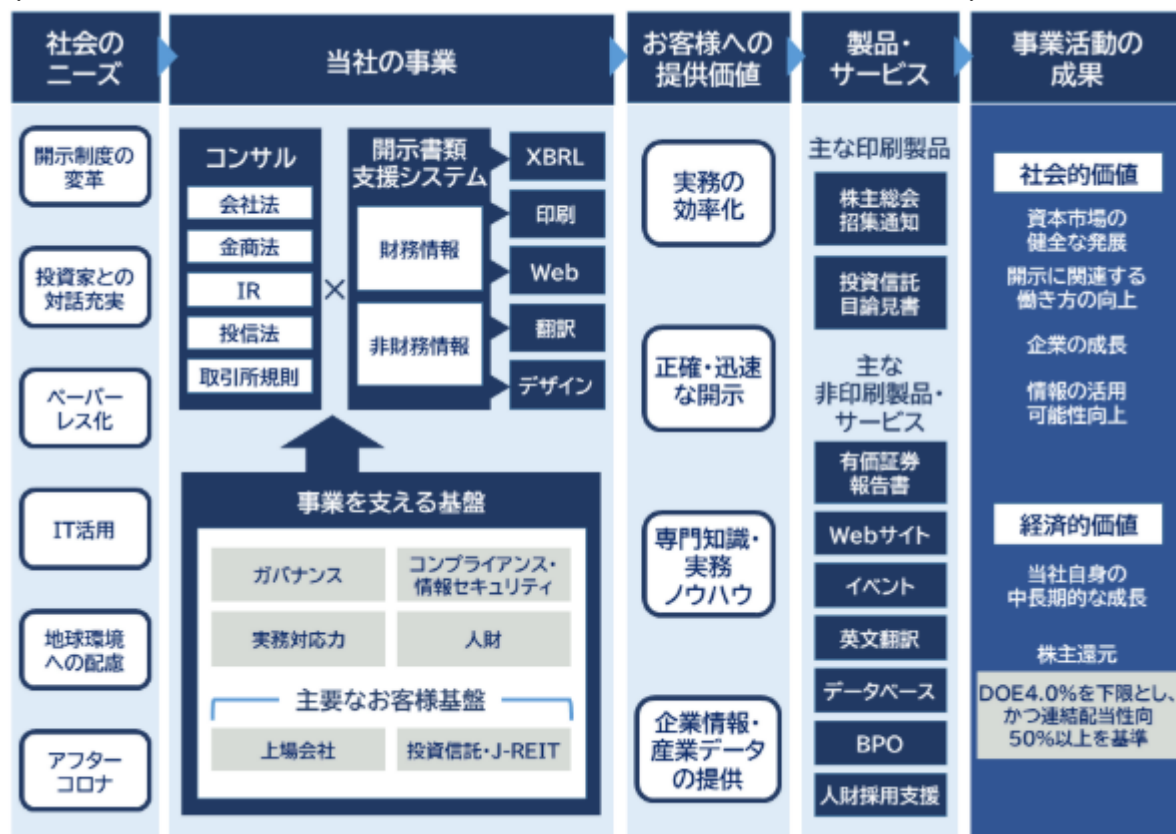 社会の
ニーズ
当社の事業
お客様への
提供価値
製品・
サービス
事業活動の
成果
開示制度の
変革
投資家との
対話充実
ペーパー
レス化
IT活用
地球環境
への配慮
アフター
コロナ
コンサル
会社法
金商法
IR
投信法
取引所規則
×
開示書類
支援システム
財務情報
非財務情報
XBRL
印刷
Web
翻訳
デザイン
事業を支える基盤
ガバナンス
コンプライアンス・
情報セキュリティ
実務対応力
人財
主要なお客様基盤
上場会社
投資信託・J-REIT
実務の
効率化
正確・迅速
な開示
専門知識・
実務
ノウハウ
企業情報・
産業データ
の提供
主な印刷製品
株主総会
招集通知
投資信託
目論見書
主な
非印刷製品・
サービス
有価証券
報告書
Webサイト
イベント
英文翻訳
データベース
BPO
人財採用支援
社会的価値
資本市場の
健全な発展
開示に関連する
働き方の向上
企業の成長
情報の活用
可能性向上
経済的価値
当社自身の
中長期的な成長
株主還元
DOE4.0%を下限とし、
かつ連結配当性向
50%以上を基準